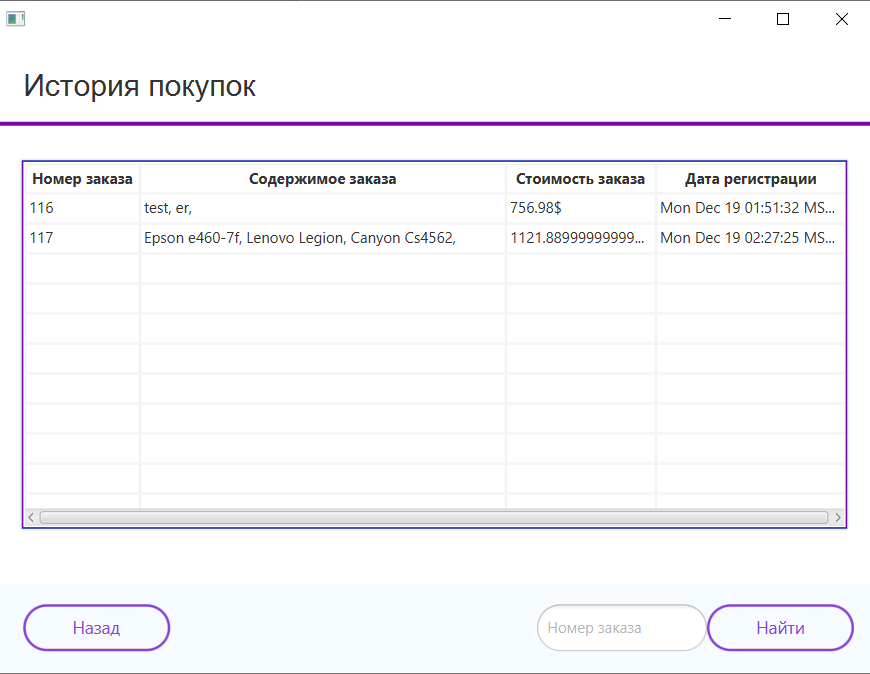 История покупок
Номер заказа Содержимое заказа Стоимость заказа Дата регистрации
116 test, er, 756.98$ Mon Dec 19 01:51:32 MS...
117 Epson e460-7f, Lenovo Legion, Canyon Cs4562, 1121.88999999999... Mon Dec 19 02:27:25 MS...
Назад Номер заказа Найти